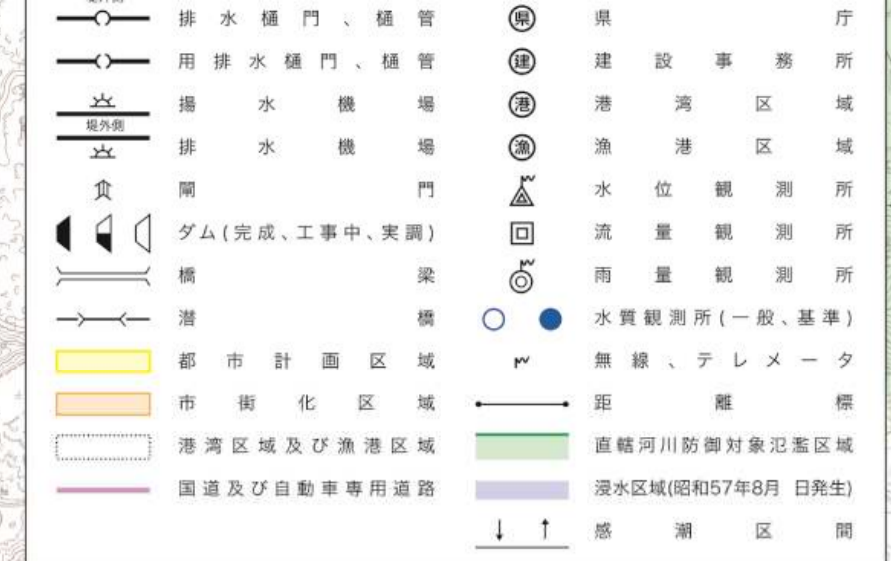 排水樋門、樋管
用排水樋門、樋管
揚水機場
堤外側
排水機場
閘門
ダム(完成、工事中、実調)
橋梁
潜橋
都市計画区域
市街化区域
港湾区域及び漁港区域
国道及び自動車専用道路
県 県庁
建 建設事務所
港 港湾区域
漁 漁港区域
水位観測所
流量観測所
雨量観測所
水質観測所(一般、基準)
無線、テレメータ
距離標
直轄河川防御対象氾濫区域
浸水区域(昭和57年8月 日発生)
感潮区間